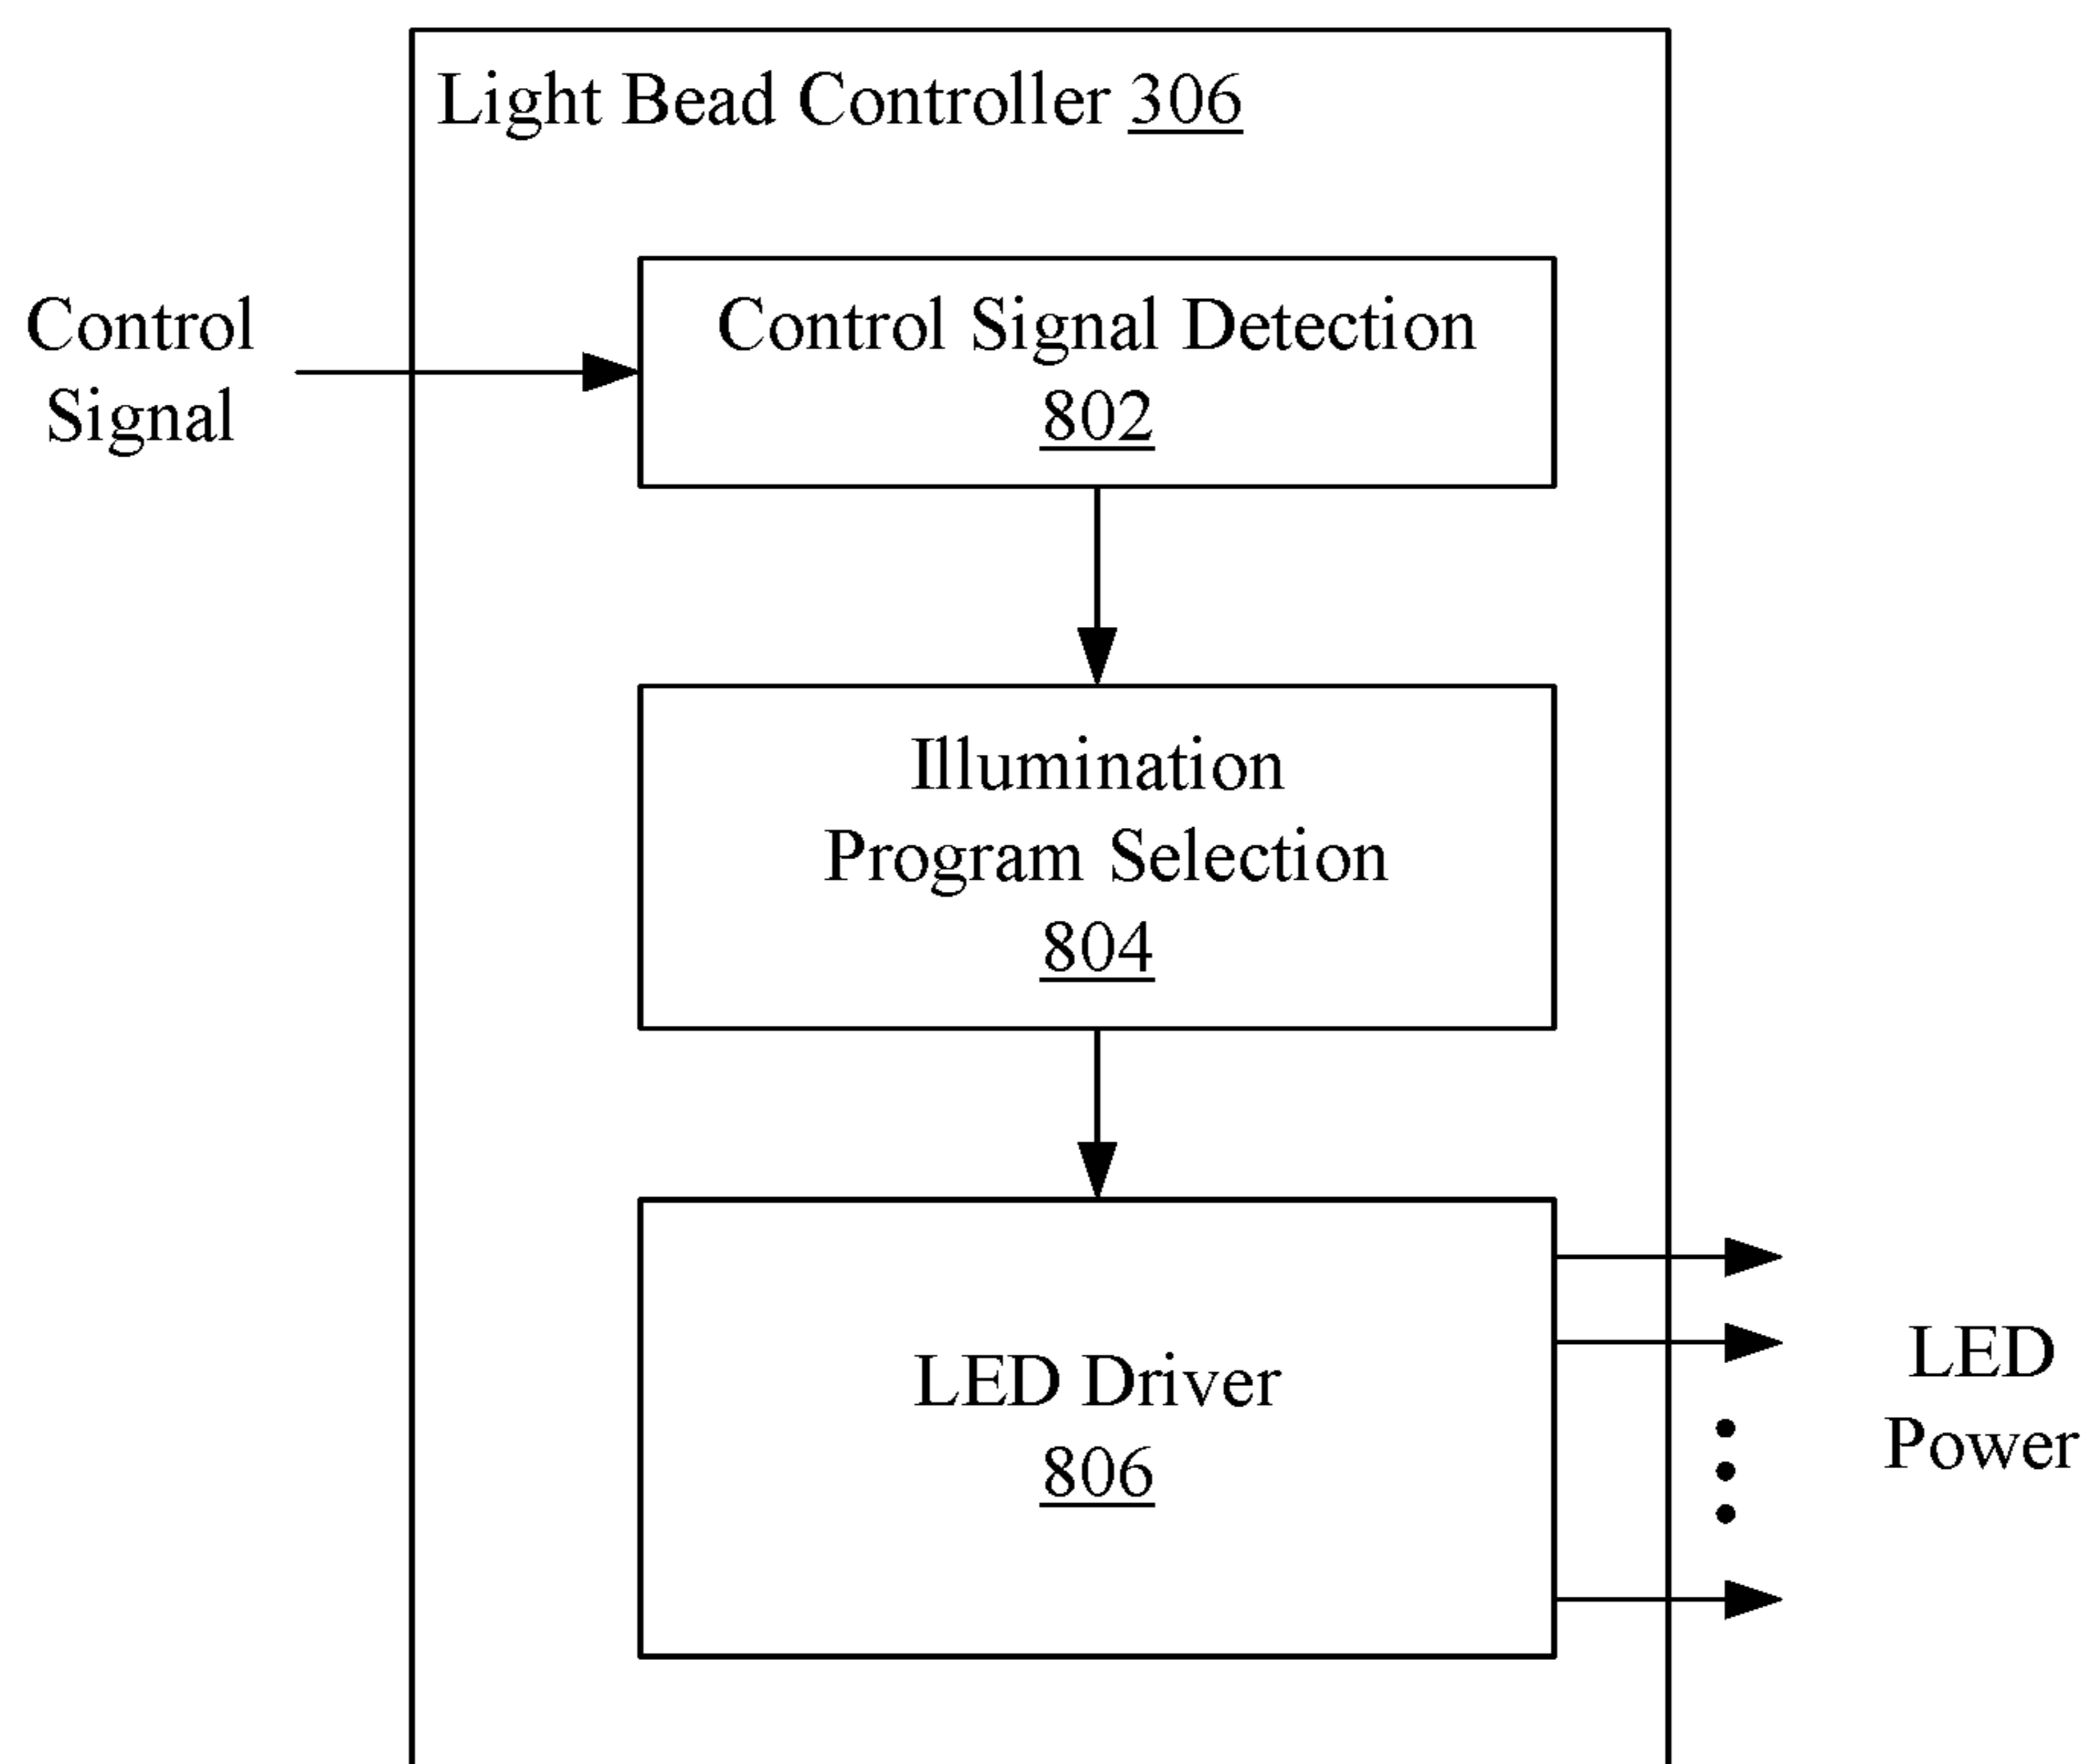 Light Bead Controller 306
Control
Signal
Control Signal Detection
802
Illumination
Program Selection
804
LED Driver
806
LED
Power